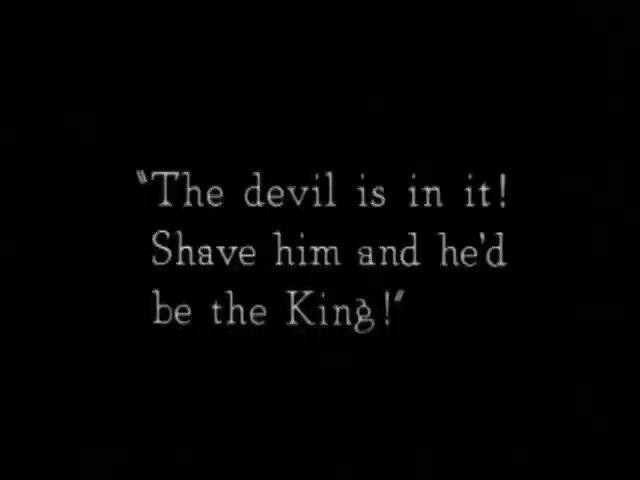 "The devil is in it!
Shave him and he'd
be the King!"